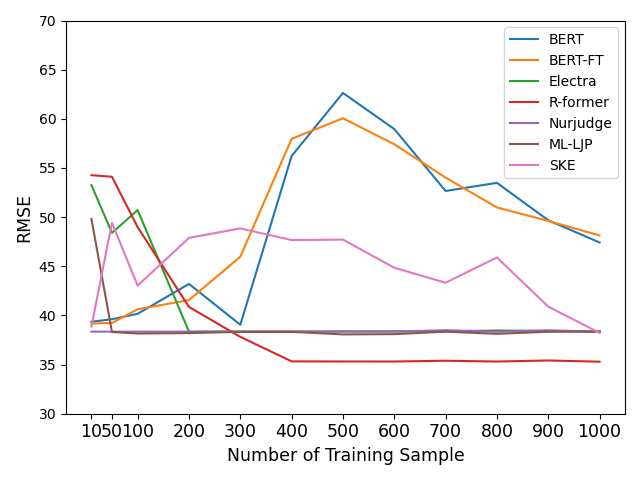 70
65
60
55
50
45
40
35
30
RMSE
BERT
BERT-FT
Electra
R-former
Nurjudge
ML-LJP
SKE
10 50 100 200 300 400 500 600 700 800 900 1000
Number of Training Sample